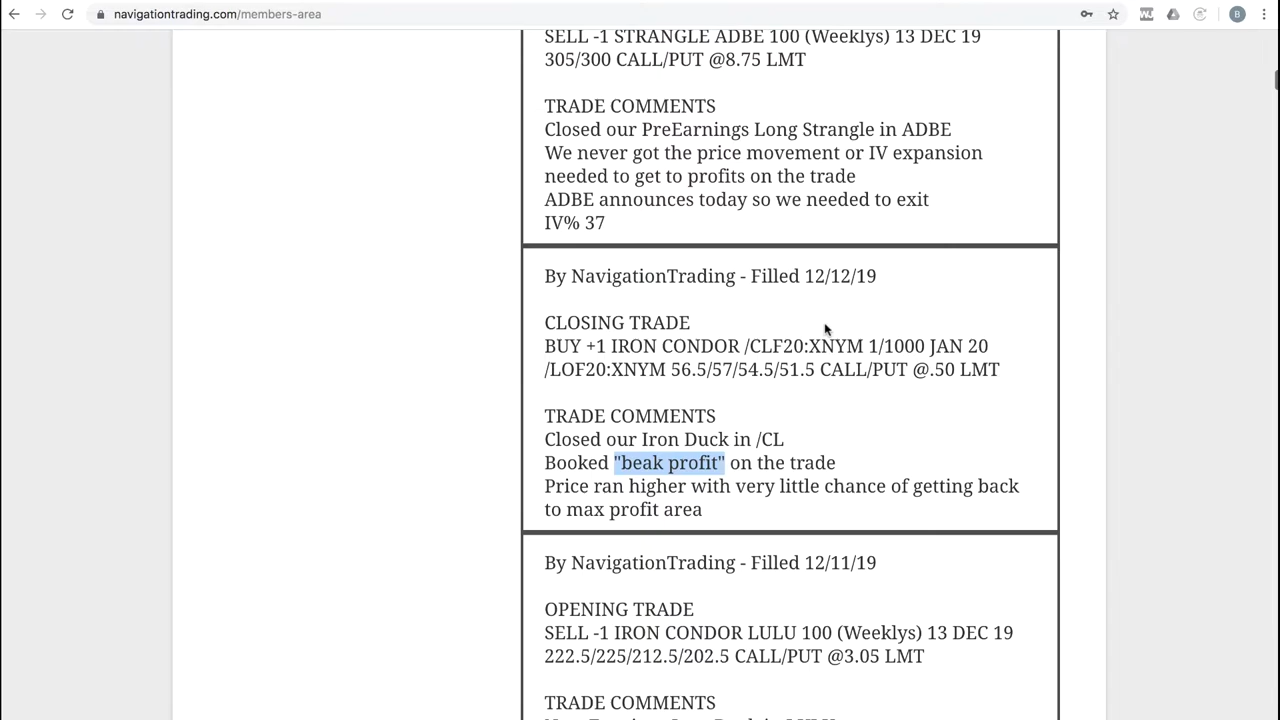 navigationtrading.com/members-area
B
SELL -1 STRANGLE ADBE 100 (Weeklys) 13 DEC 19
305/300 CALL/PUT @8.75 LMT
TRADE COMMENTS
Closed our PreEarnings Long Strangle in ADBE
We never got the price movement or IV expansion
needed to get to profits on the trade
ADBE announces today so we needed to exit
IV% 37
By NavigationTrading - Filled 12/12/19
CLOSING TRADE
BUY +1 IRON CONDOR /CLF20:XNYM 1/1000 JAN 20
/LOF20:XNYM 56.5/57/54.5/51.5 CALL/PUT @.50 LMT
TRADE COMMENTS
Closed our Iron Duck in /CL
Booked "beak profit" on the trade
Price ran higher with very little chance of getting back
to max profit area
By NavigationTrading - Filled 12/11/19
OPENING TRADE
SELL -1 IRON CONDOR LULU 100 (Weeklys) 13 DEC 19
222.5/225/212.5/202.5 CALL/PUT @3.05 LMT
TRADE COMMENTS